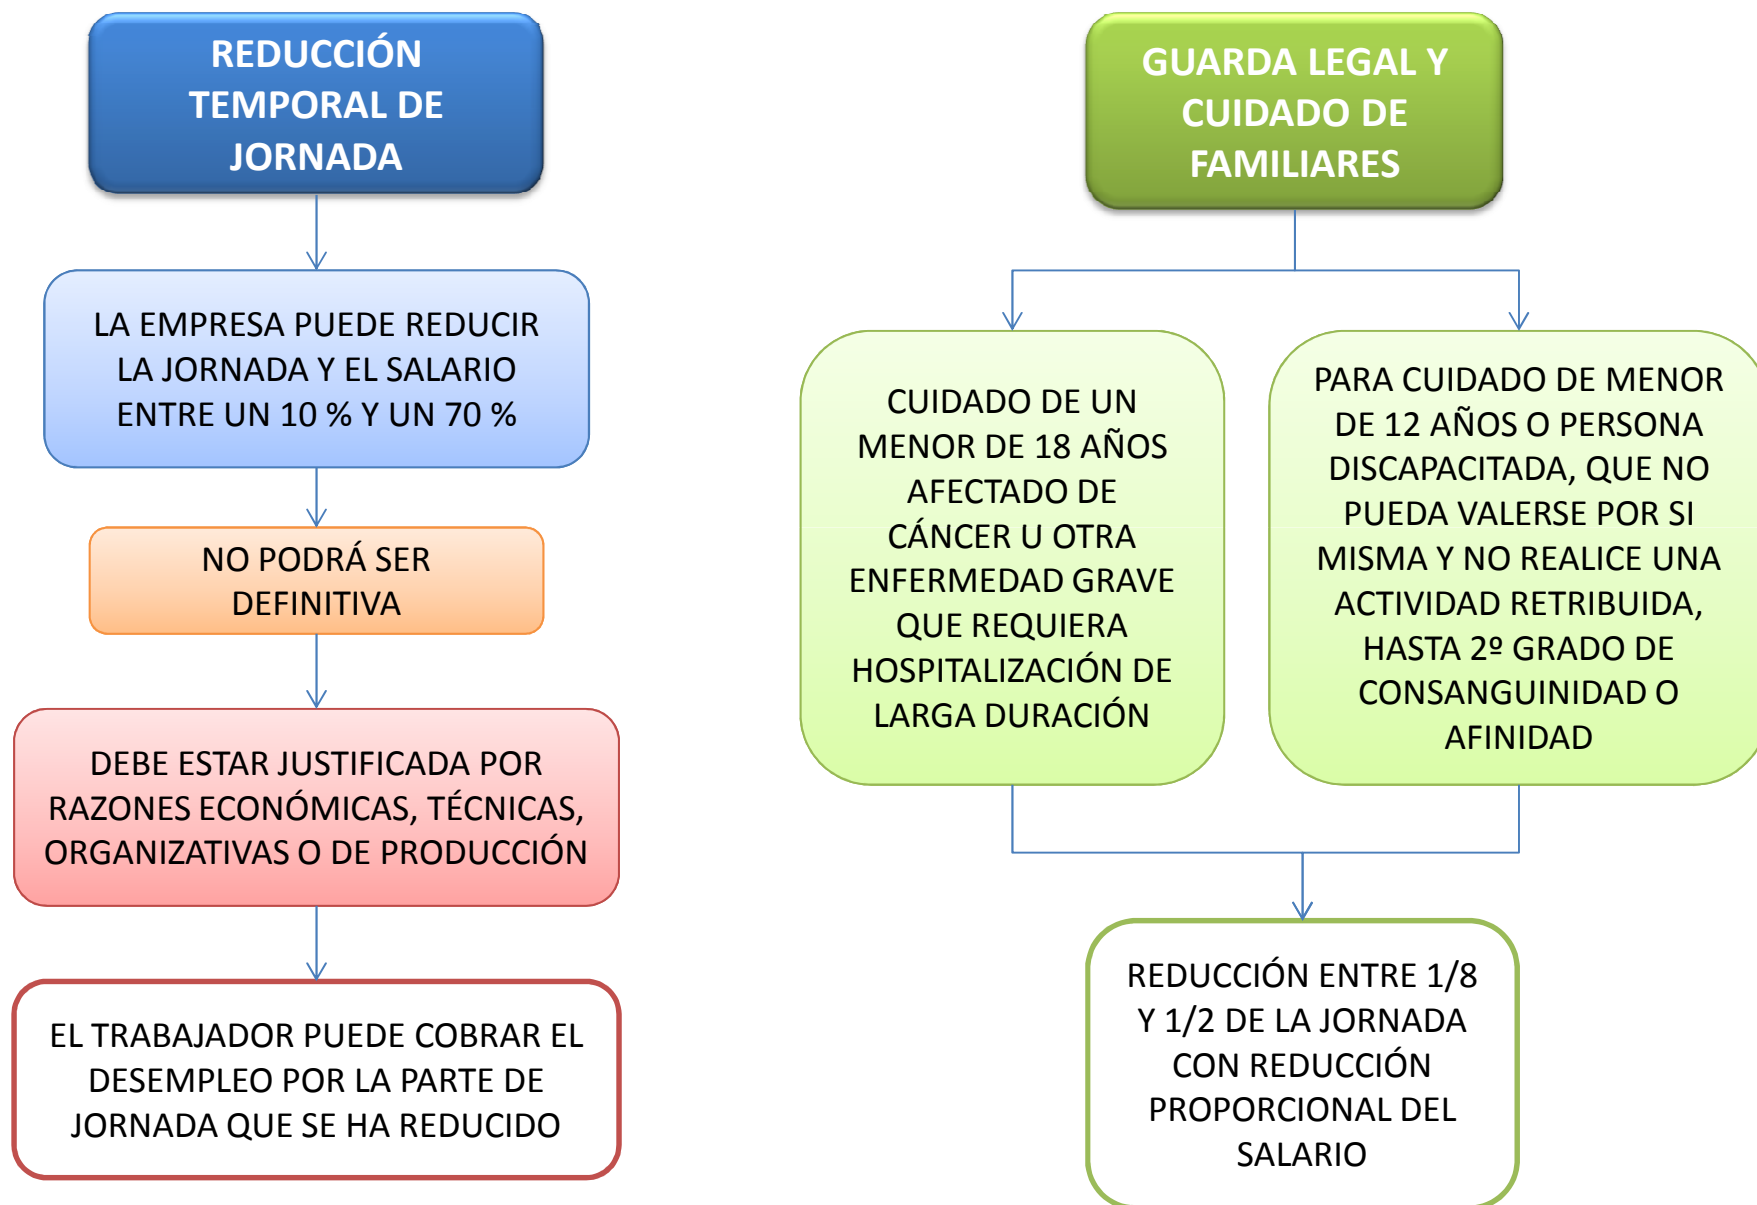 REDUCCIÓN
TEMPORAL DE
JORNADA
LA EMPRESA PUEDE REDUCIR
LA JORNADA Y EL SALARIO
ENTRE UN 10 % Y UN 70 %
NO PODRÁ SER
DEFINITIVA
DEBE ESTAR JUSTIFICADA POR
RAZONES ECONÓMICAS, TÉCNICAS,
ORGANIZATIVAS O DE PRODUCCIÓN
EL TRABAJADOR PUEDE COBRAR EL
DESEMPLEO POR LA PARTE DE
JORNADA QUE SE HA REDUCIDO
GUARDA LEGAL Y
CUIDADO DE
FAMILIARES
CUIDADO DE UN
MENOR DE 18 AÑOS
AFECTADO DE
CÁNCER U OTRA
ENFERMEDAD GRAVE
QUE REQUIERA
HOSPITALIZACIÓN DE
LARGA DURACIÓN
PARA CUIDADO DE MENOR
DE 12 AÑOS O PERSONA
DISCAPACITADA, QUE NO
PUEDA VALERSE POR SI
MISMA Y NO REALICE UNA
ACTIVIDAD RETRIBUIDA,
HASTA 2º GRADO DE
CONSANGUINIDAD O
AFINIDAD
REDUCCIÓN ENTRE 1/8
Y 1/2 DE LA JORNADA
CON REDUCCIÓN
PROPORCIONAL DEL
SALARIO